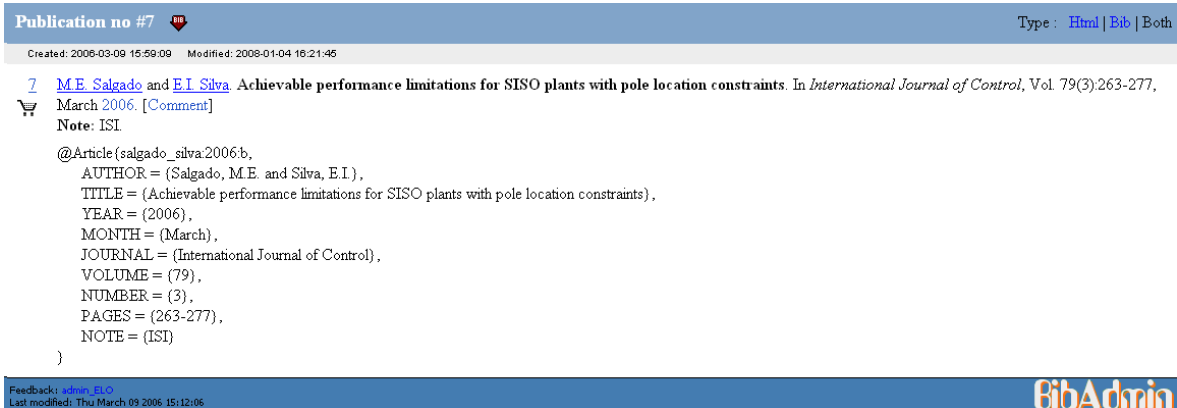 Publication no #7 BIB Type : Html | Bib | Both
Created: 2006-03-09 15:59:09 Modified: 2008-01-04 16:21:45
7 M.E. Salgado and E.I. Silva. Achievable performance limitations for SISO plants with pole location constraints. In International Journal of Control, Vol. 79(3):263-277,
March 2006. [Comment]
Note: ISI.
@Article{salgado_silva:2006:b,
AUTHOR = {Salgado, M.E. and Silva, E.I.},
TITLE = {Achievable performance limitations for SISO plants with pole location constraints},
YEAR = {2006},
MONTH = {March},
JOURNAL = {International Journal of Control},
VOLUME = {79},
NUMBER = {3},
PAGES = {263-277},
NOTE = {ISI}
}
Feedback: admin_ELO
Last modified: Thu March 09 2006 15:12:06
BibAdmin